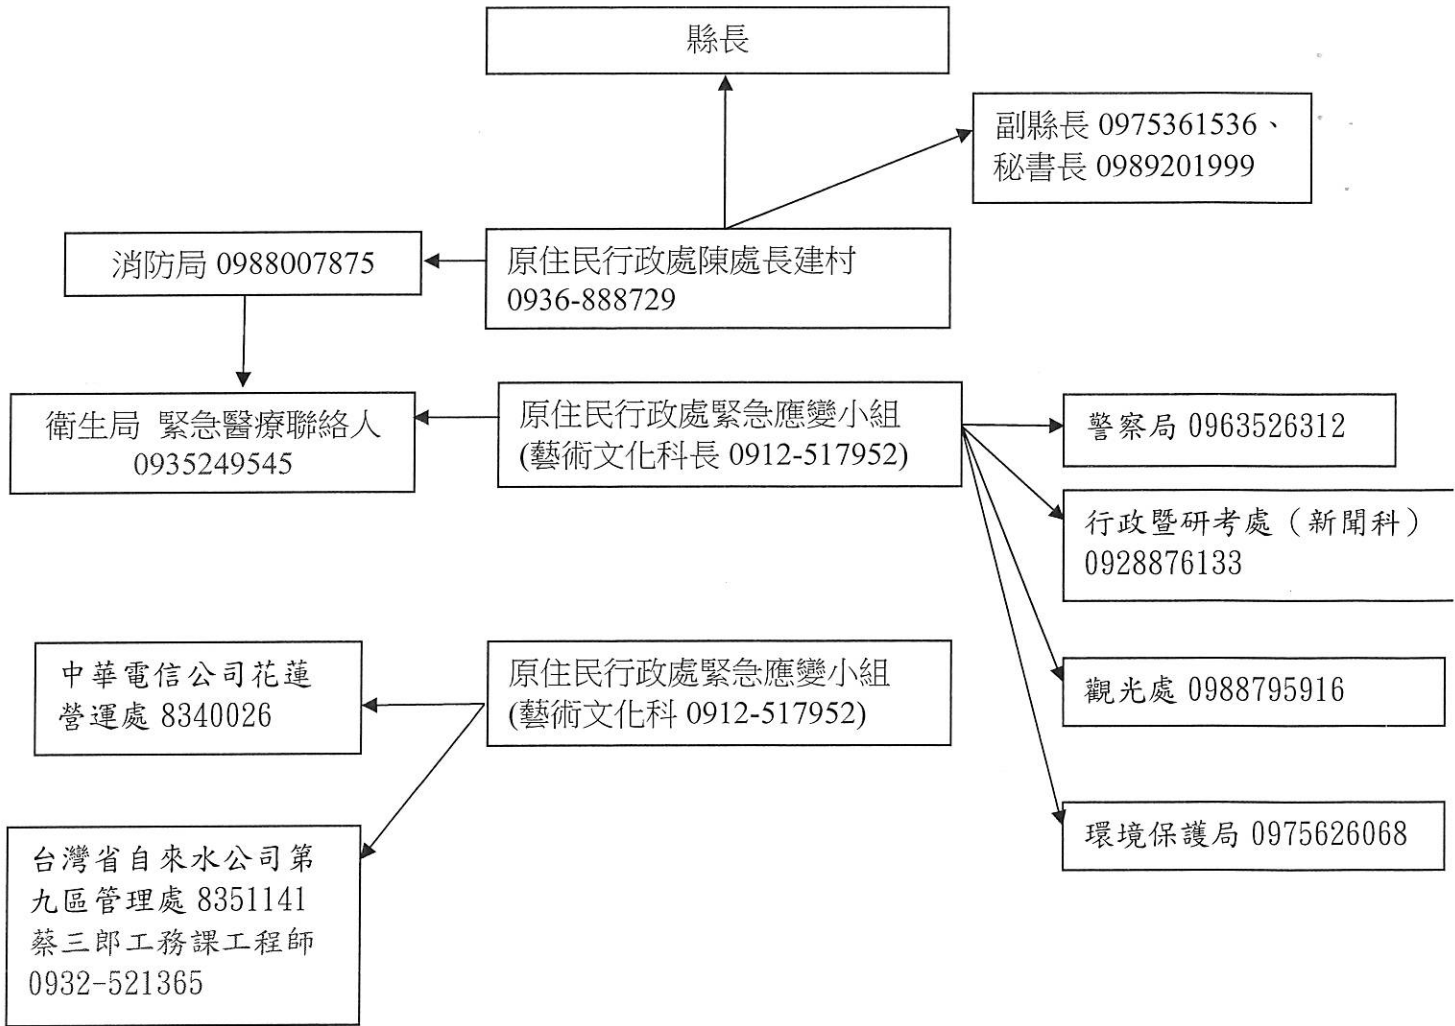 縣長
副縣長 0975361536、
秘書長 0989201999
消防局 0988007875
原住民行政處陳處長建村
0936-888729
衛生局 緊急醫療聯絡人
0935249545
原住民行政處緊急應變小組
(藝術文化科長 0912-517952)
警察局 0963526312
行政暨研考處（新聞科）
0928876133
中華電信公司花蓮
營運處 8340026
原住民行政處緊急應變小組
(藝術文化科 0912-517952)
觀光處 0988795916
環境保護局 0975626068
台灣省自來水公司第
九區管理處 8351141
蔡三郎工務課工程師
0932-521365